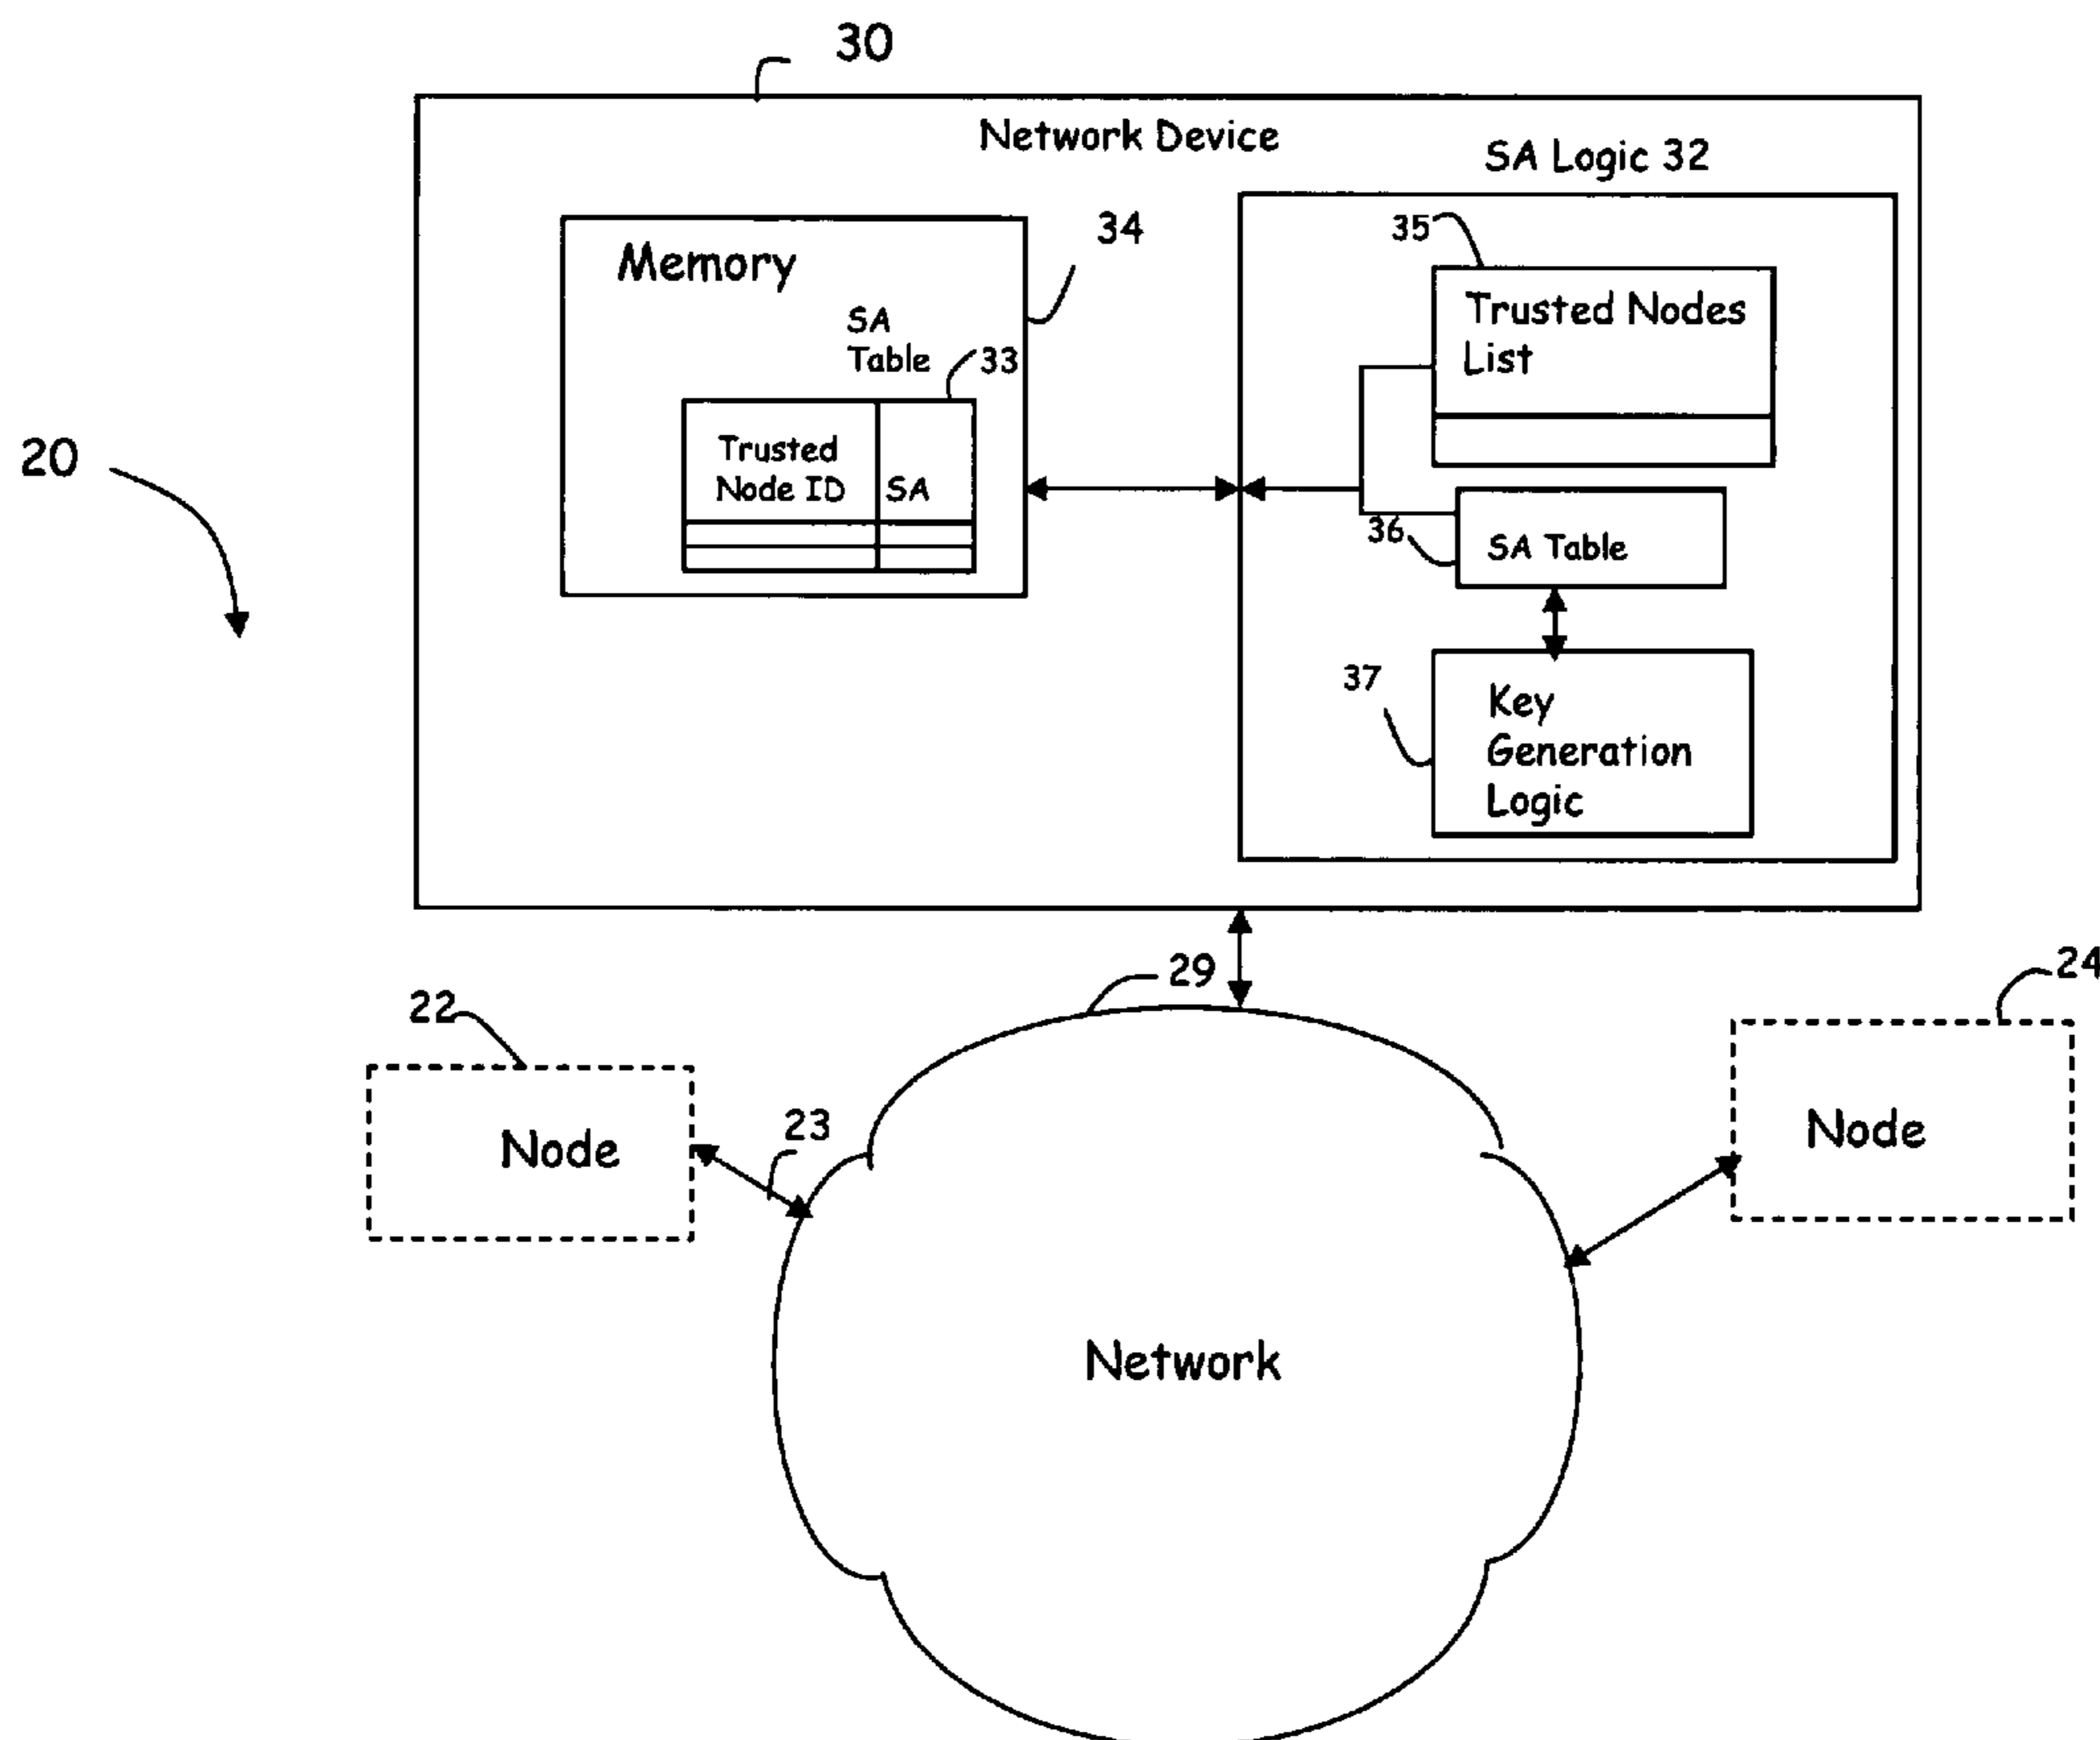 30
Network Device
SA Logic 32
34
35
Memory
Trusted Nodes
List
SA
Table
33
20
Trusted
Node ID
SA
36
SA Table
37
Key
Generation
Logic
29
24
22
23
Node
Node
Network